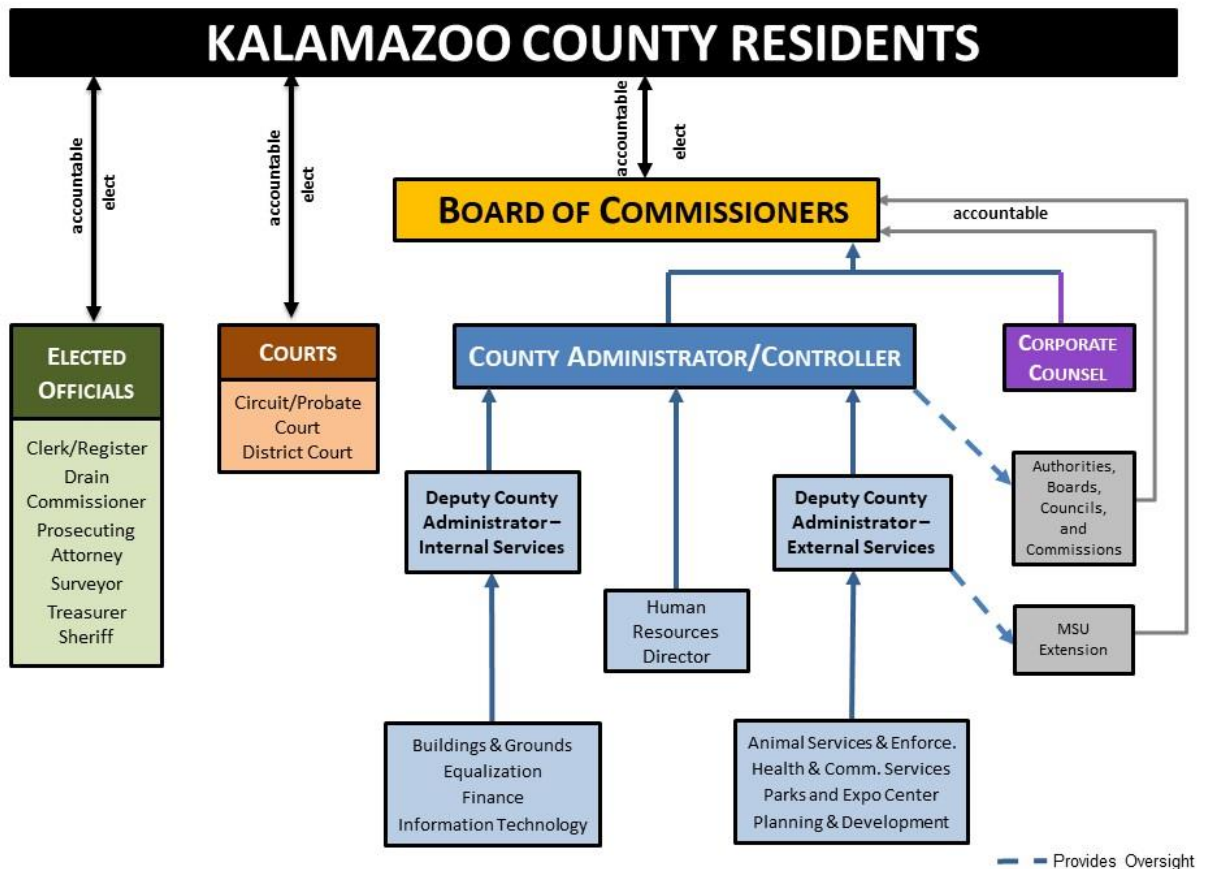 KALAMAZOO COUNTY RESIDENTS
accountable
elect
accountable
elect
accountable
elect
BOARD OF COMMISSIONERS
accountable
ELECTED
OFFICIALS
Clerk/Register
Drain
Commissioner
Prosecuting
Attorney
Surveyor
Treasurer
Sheriff
COURTS
Circuit/Probate
Court
District Court
COUNTY ADMINISTRATOR/CONTROLLER
CORPORATE
COUNSEL
Deputy County
Administrator–
Internal Services
Human
Resources
Director
Deputy County
Administrator–
External Services
Authorities,
Boards,
Councils,
and
Commissions
MSU
Extension
Buildings & Grounds
Equalization
Finance
Information Technology
Animal Services & Enforce.
Health & Comm. Services
Parks and Expo Center
Planning & Development
Provides Oversight